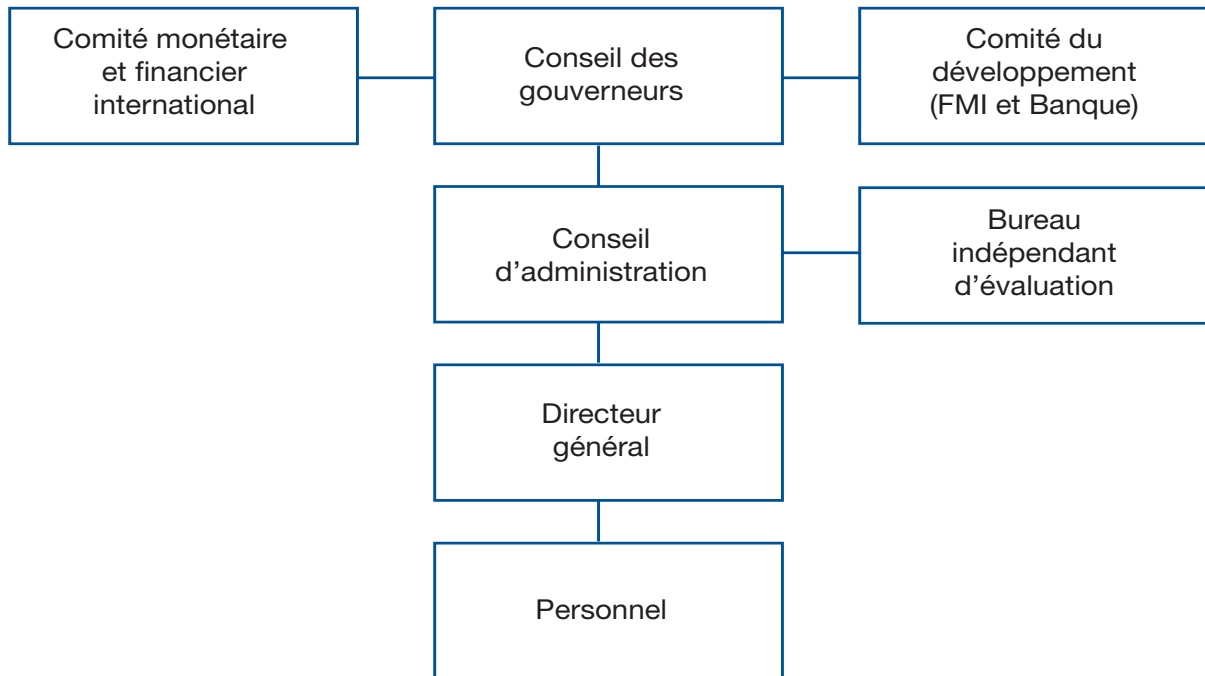 Comité monétaire
et financier
international
Conseil des
gouverneurs
Comité du
développement
(FMI et Banque)
Conseil
d’administration
Bureau
indépendant
d’évaluation
Directeur
général
Personnel